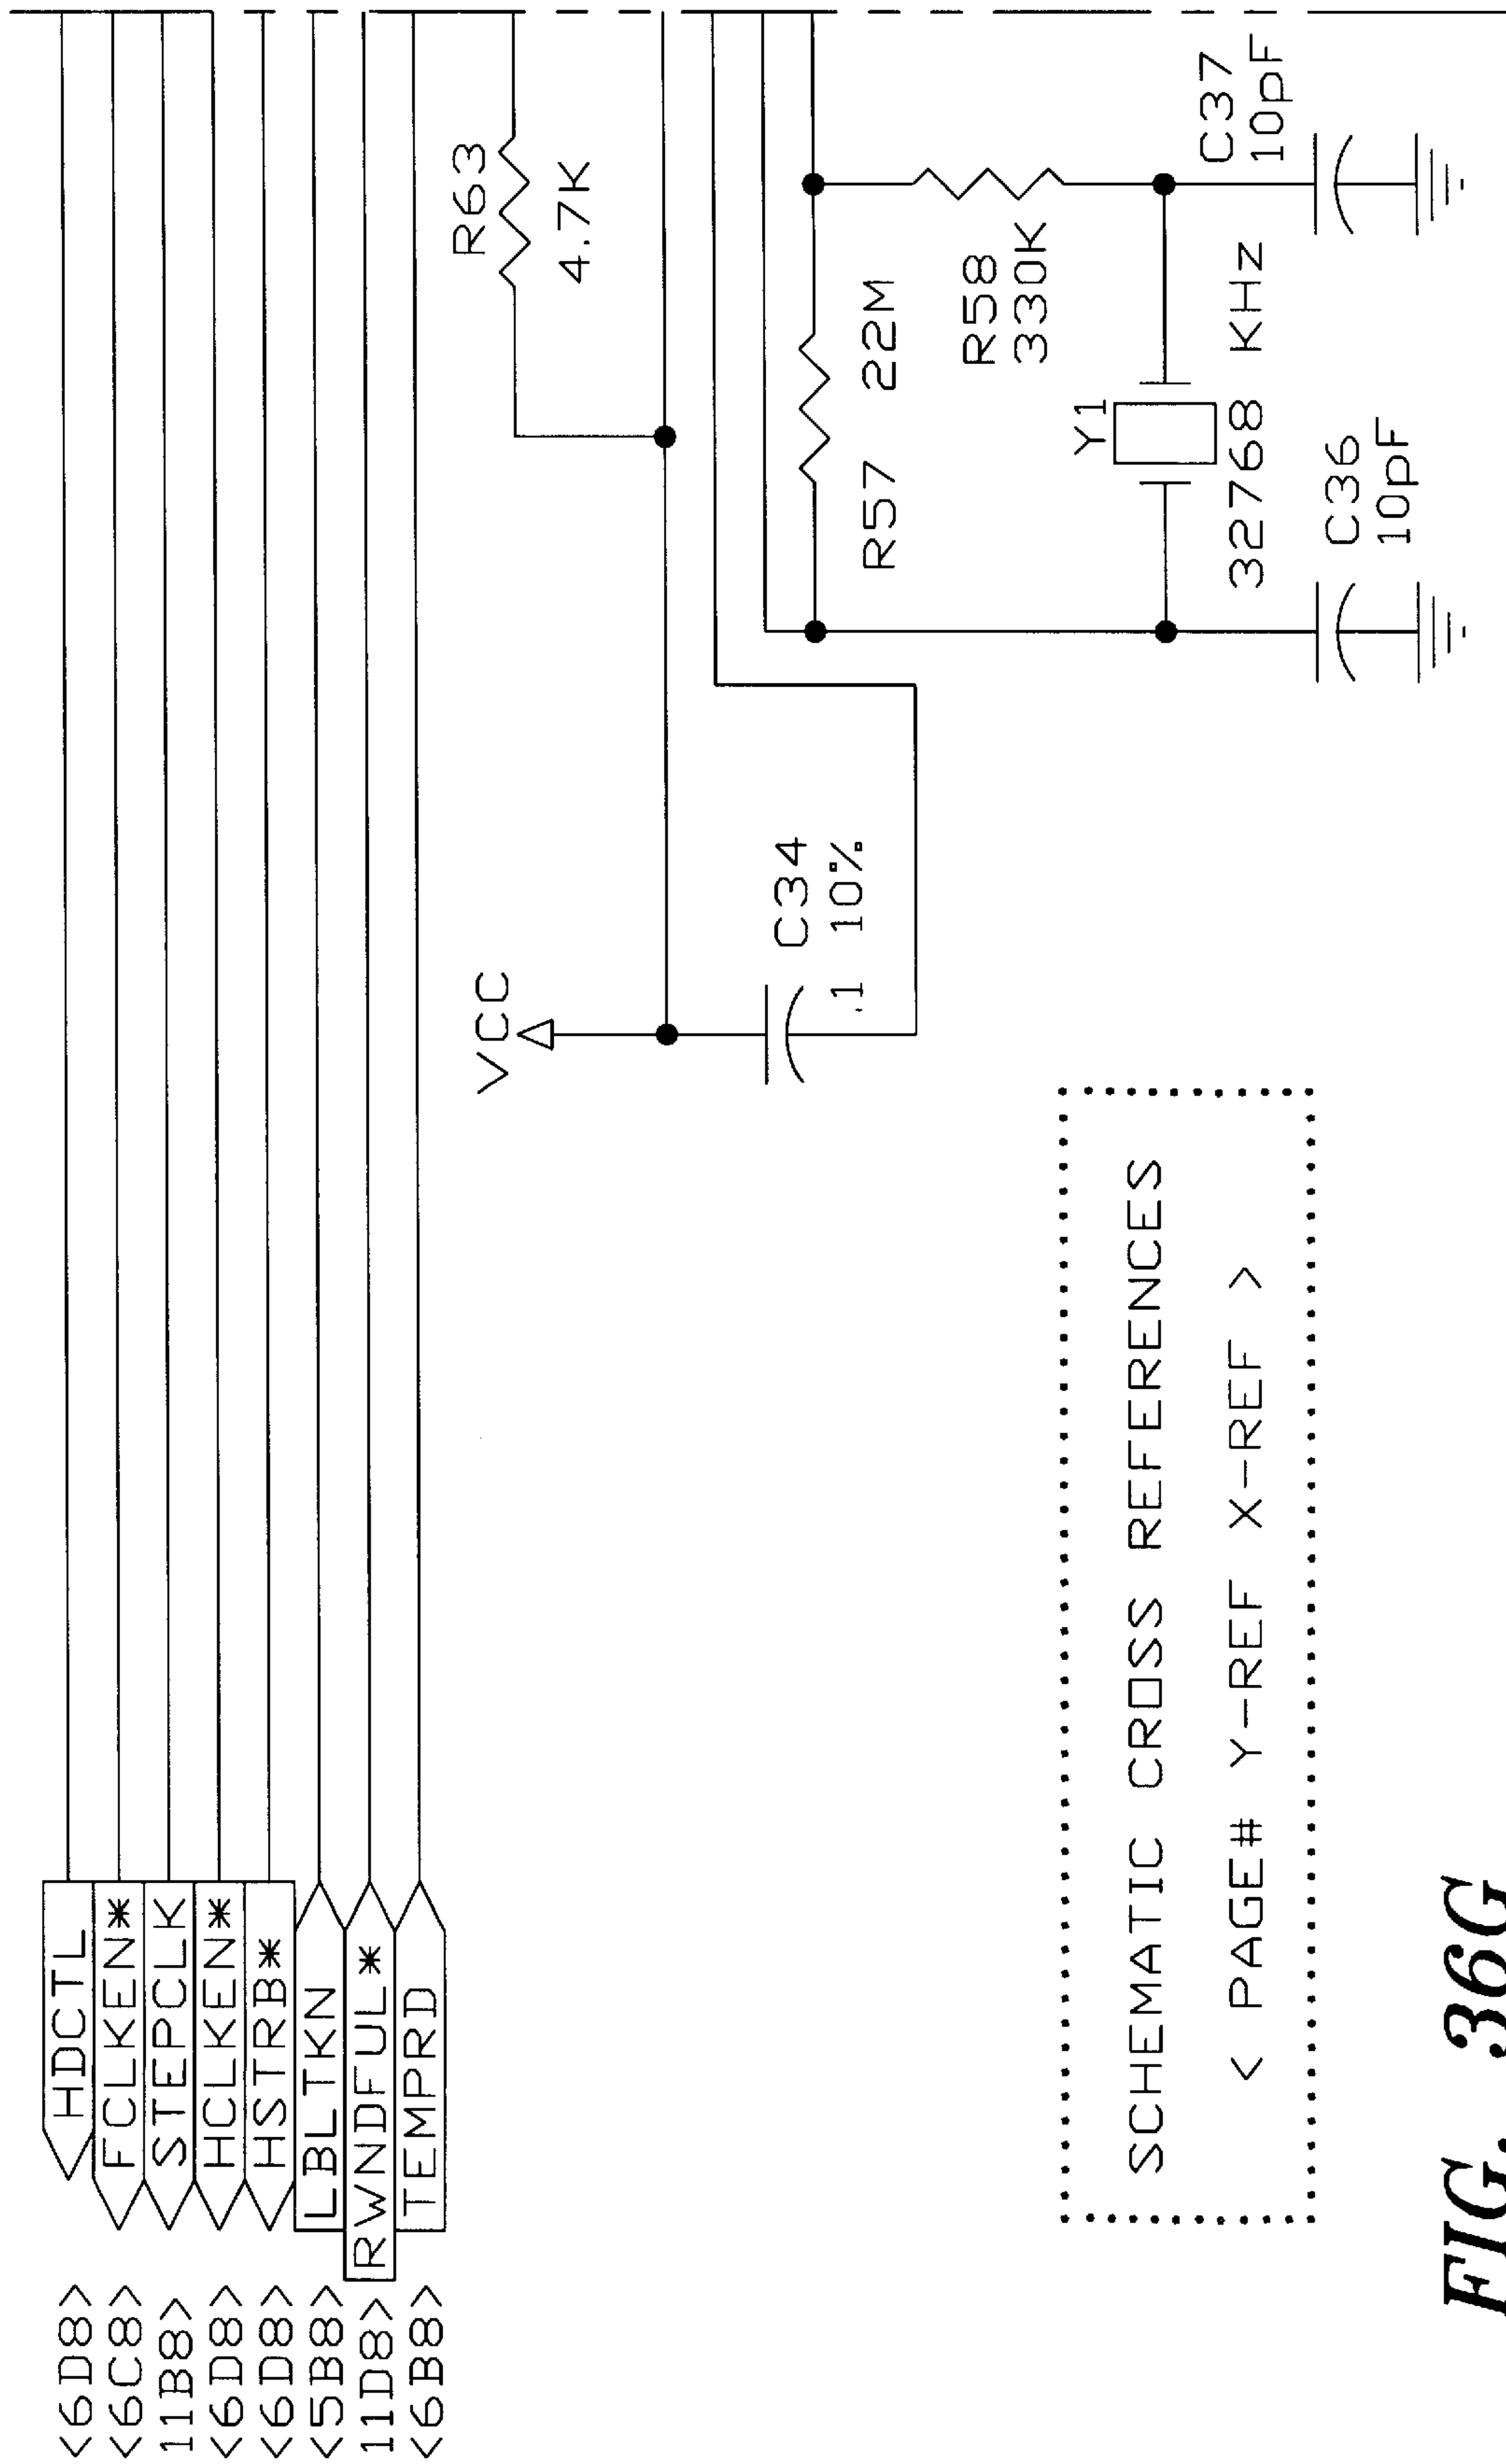 <6D8> HDCTL
<6C8> FCLKEN*
11B8> STEPCLK
<6D8> HCLKEN*
<6D8> HSTRB*
<5B8> LBLTKN
11D8> RWNDFUL*
<6B8> TEMPRD
R63
4.7K
VCC
C34
.1 10%
R57 22M
R58
330K
Y1
32768 KHz
C37
10pF
C36
10pF
SCHEMATIC CROSS REFERENCES
< PAGE# Y-REF X-REF >
FIG. 36G